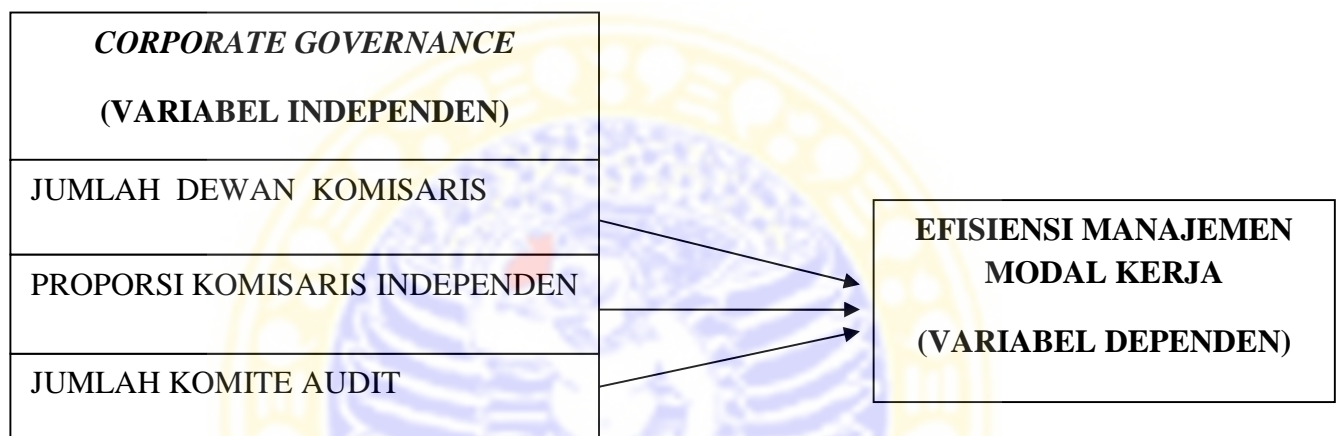 CORPORATE GOVERNANCE
(VARIABEL INDEPENDEN)
JUMLAH DEWAN KOMISARIS
PROPORSI KOMISARIS INDEPENDEN
JUMLAH KOMITE AUDIT
EFISIENSI MANAJEMEN
MODAL KERJA
(VARIABEL DEPENDEN)